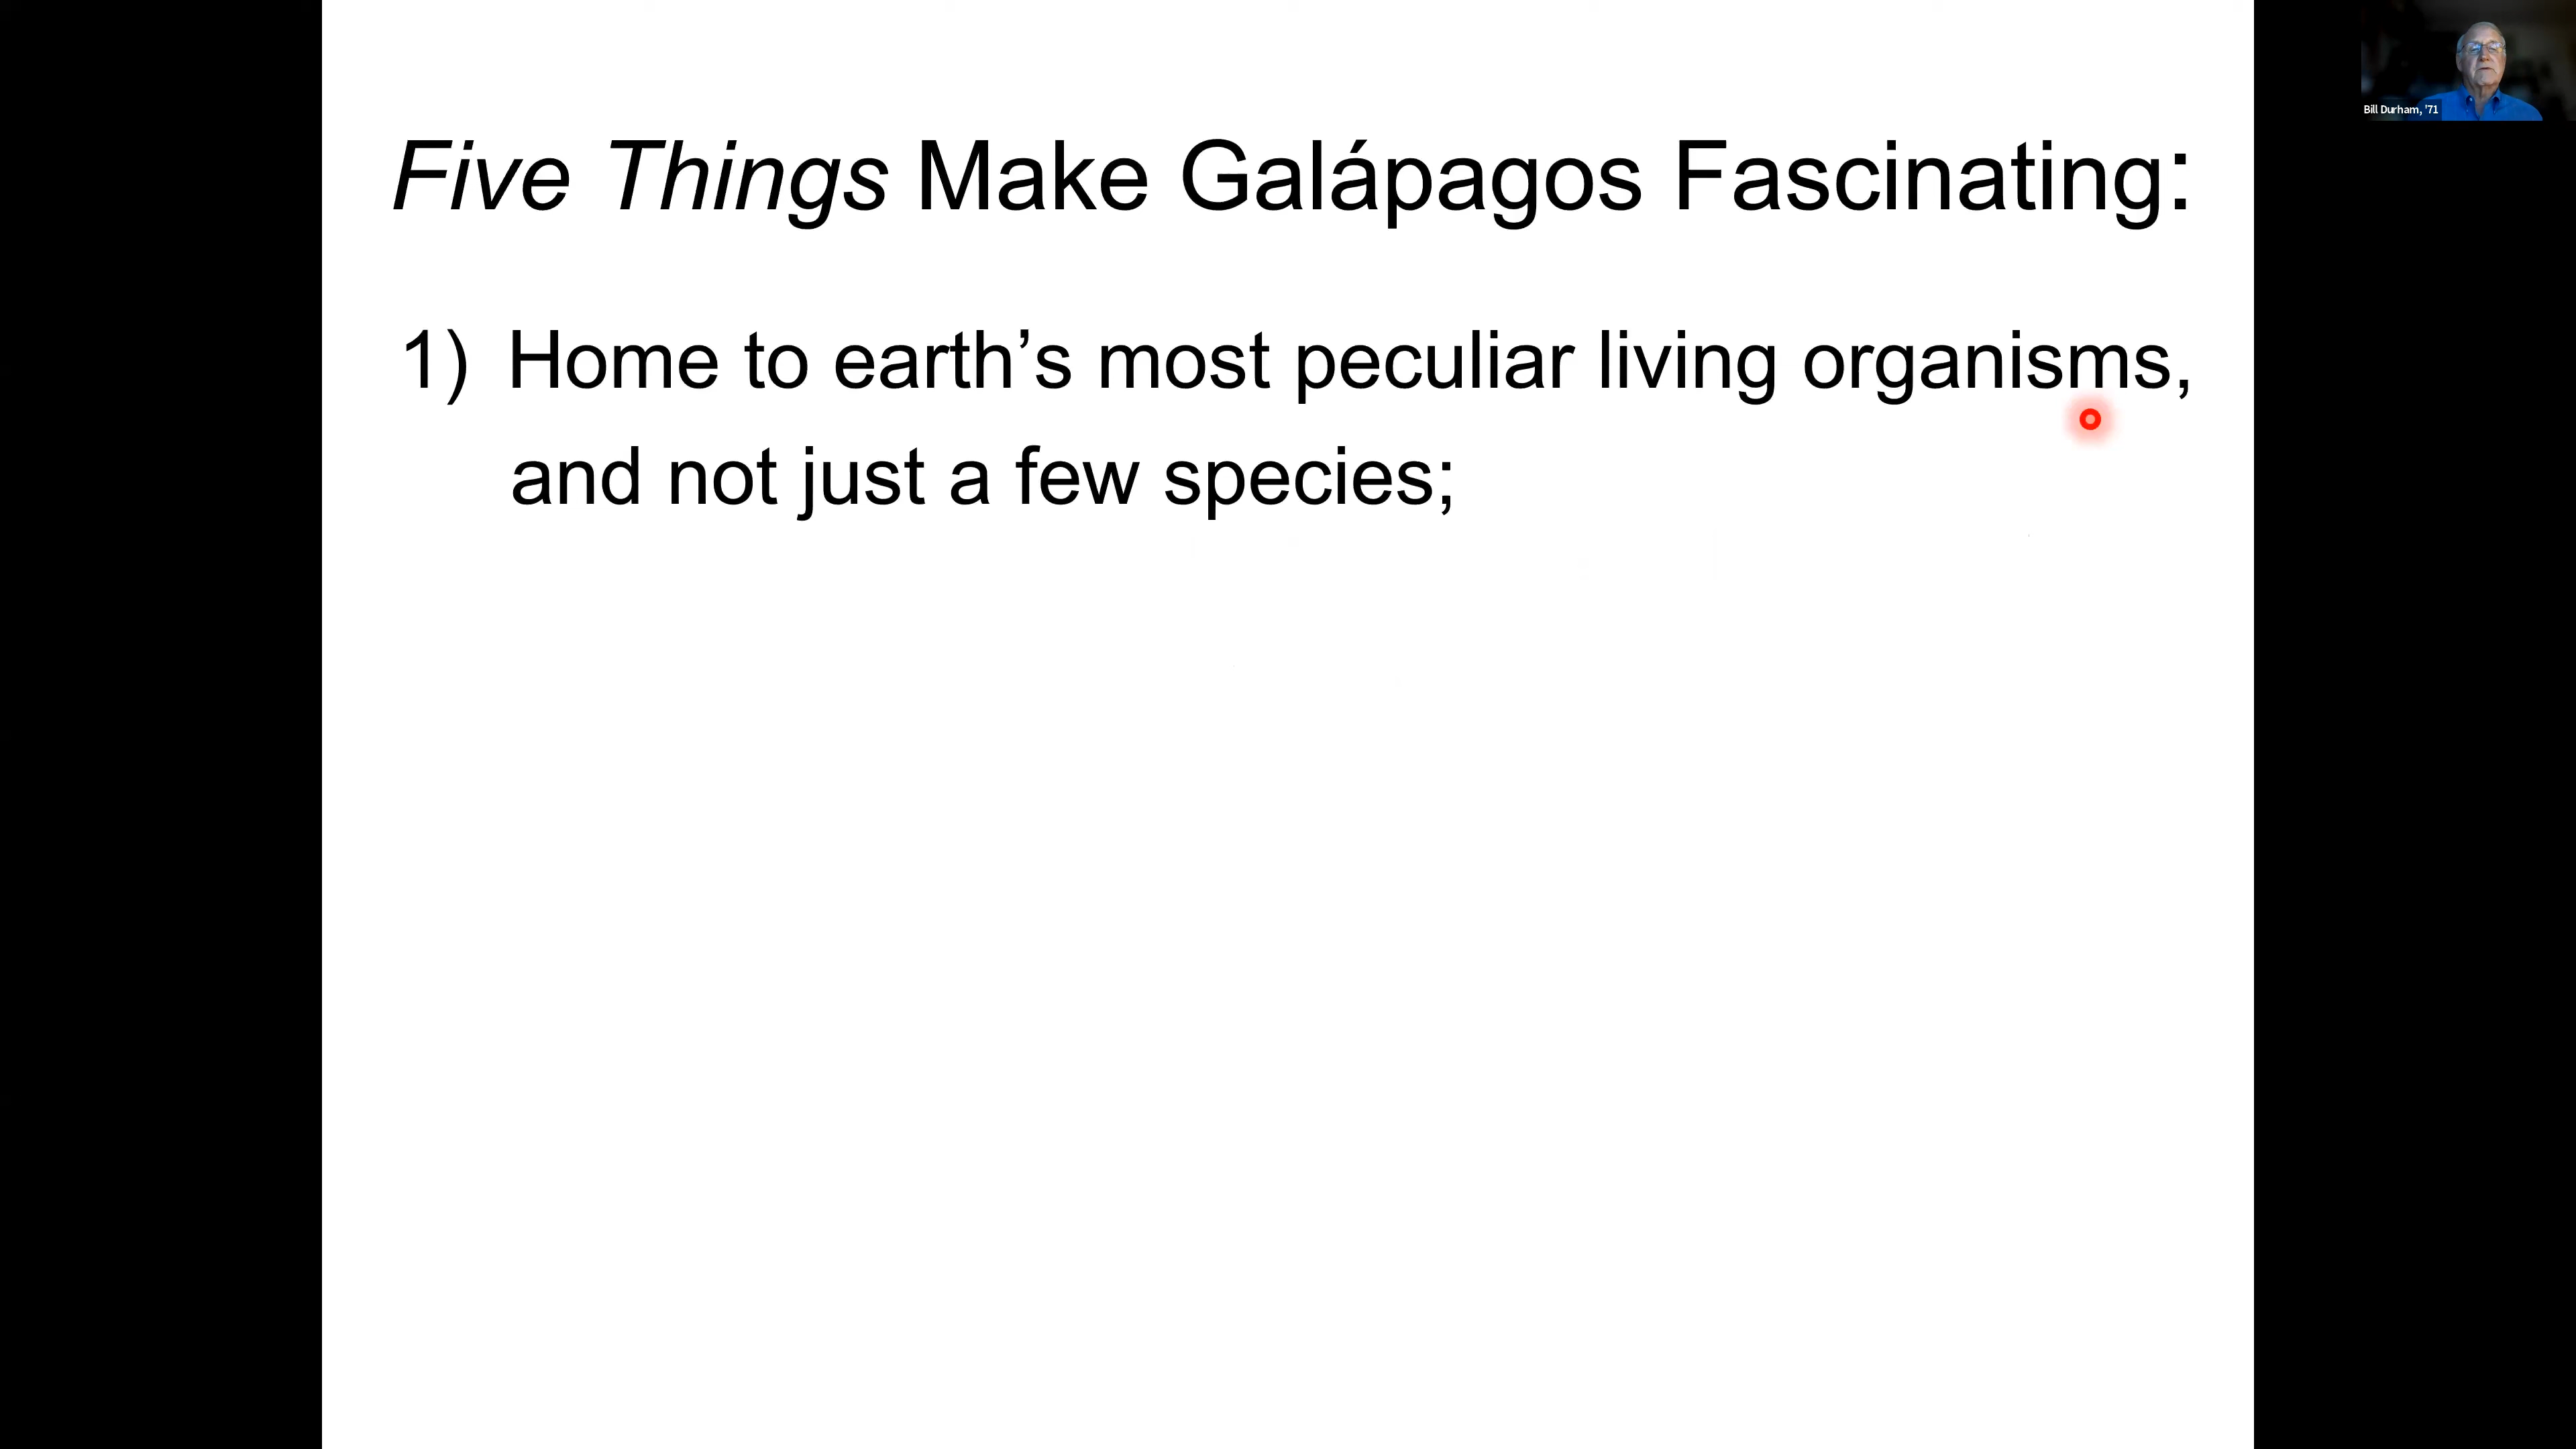 Five Things Make Galápagos Fascinating:
1) Home to earth’s most peculiar living organisms,
and not just a few species;
Bill Durham, '71